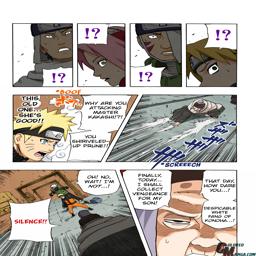 !?
!?
!?
!?
THIS
OLD
ONE...
SHE'S
GOOD!!
POOF
WHY ARE YOU
ATTACKING
MASTER
KAKASHI!?
YOU
SHRIVELED-
UP PRUNE!!
SCREEEECH
OH! NO,
WAIT! I'M
NOT...!
SILENCE!!
FINALLY,
TODAY...
I SHALL
COLLECT
VENGEANCE
FOR MY
SON!
THAT DAY,
HOW DARE
YOU...!
DESPICABLE
WHITE
FANG OF
KONOHA...!